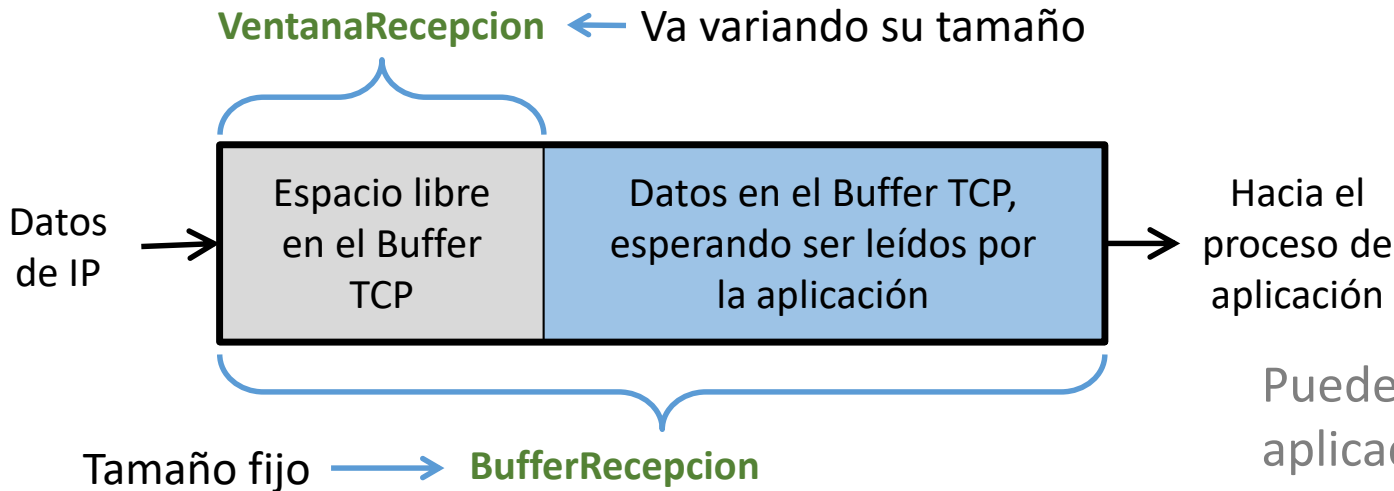 VentanaRecepcion
Va variando su tamaño
Datos
de IP
Espacio libre
en el Buffer
TCP
Datos en el Buffer TCP,
esperando ser leídos por
la aplicación
Hacia el
proceso de
aplicación
Puede
Tamaño fijo
BufferRecepcion